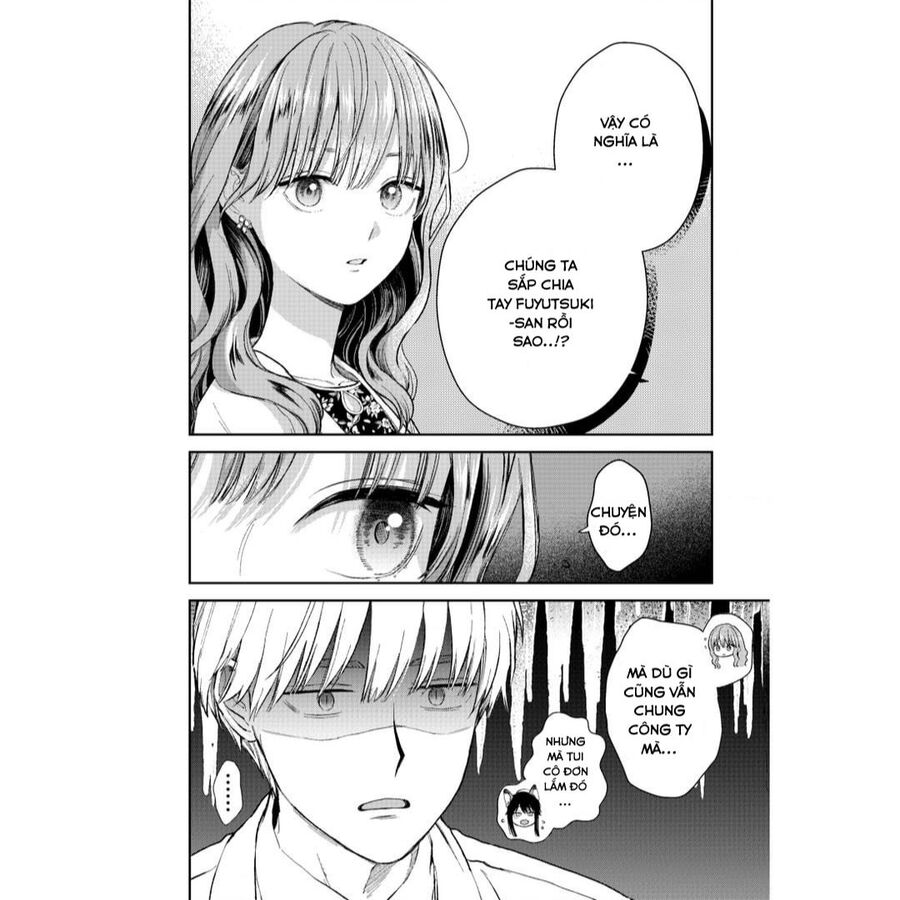 VẬY CÓ
NGHĨA LÀ
...
CHÚNG TA
SẮP CHIA
TAY FUYUTSUKI
-SAN RỒI
SAO..!?
CHUYỆN
ĐÓ...
MÀ DÙ GÌ
CŨNG VẪN
CHUNG
CÔNG TY
MÀ...
NHƯNG
MÀ TUI
CÔ ĐƠN
LẮM ĐÓ
...
.....